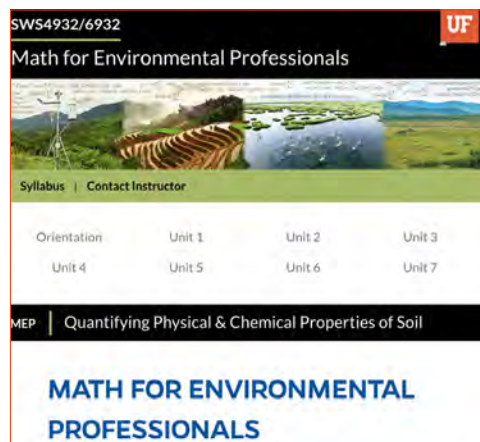 SWS4932/6932
UF
Math for Environmental Professionals
Syllabus | Contact Instructor
Orientation Unit 1 Unit 2 Unit 3
Unit 4 Unit 5 Unit 6 Unit 7
MEP | Quantifying Physical & Chemical Properties of Soil
MATH FOR ENVIRONMENTAL
PROFESSIONALS